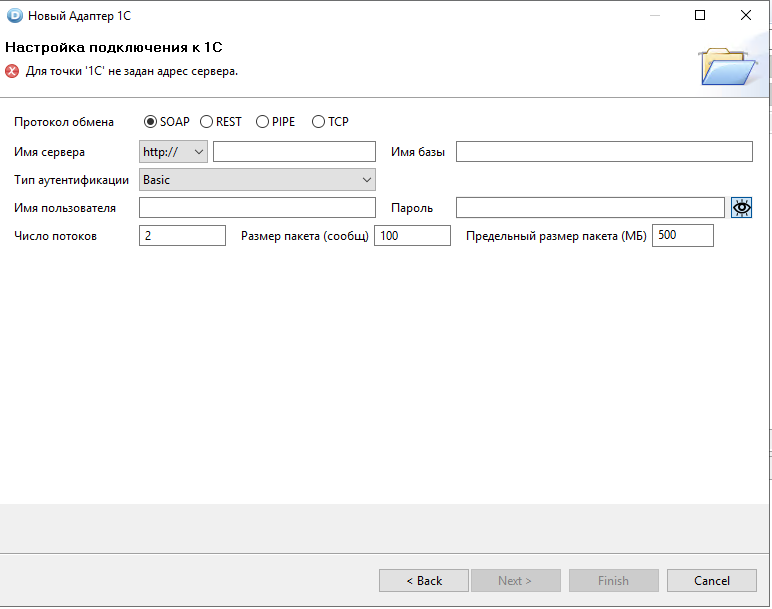 Новый Адаптер 1С
Настройка подключения к 1С
Для точки '1С' не задан адрес сервера.
Протокол обмена SOAP REST PIPE TCP
Имя сервера http:// Имя базы
Тип аутентификации Basic
Имя пользователя Пароль
Число потоков 2 Размер пакета (сообщ) 100 Предельный размер пакета (МБ) 500
< Back Next > Finish Cancel